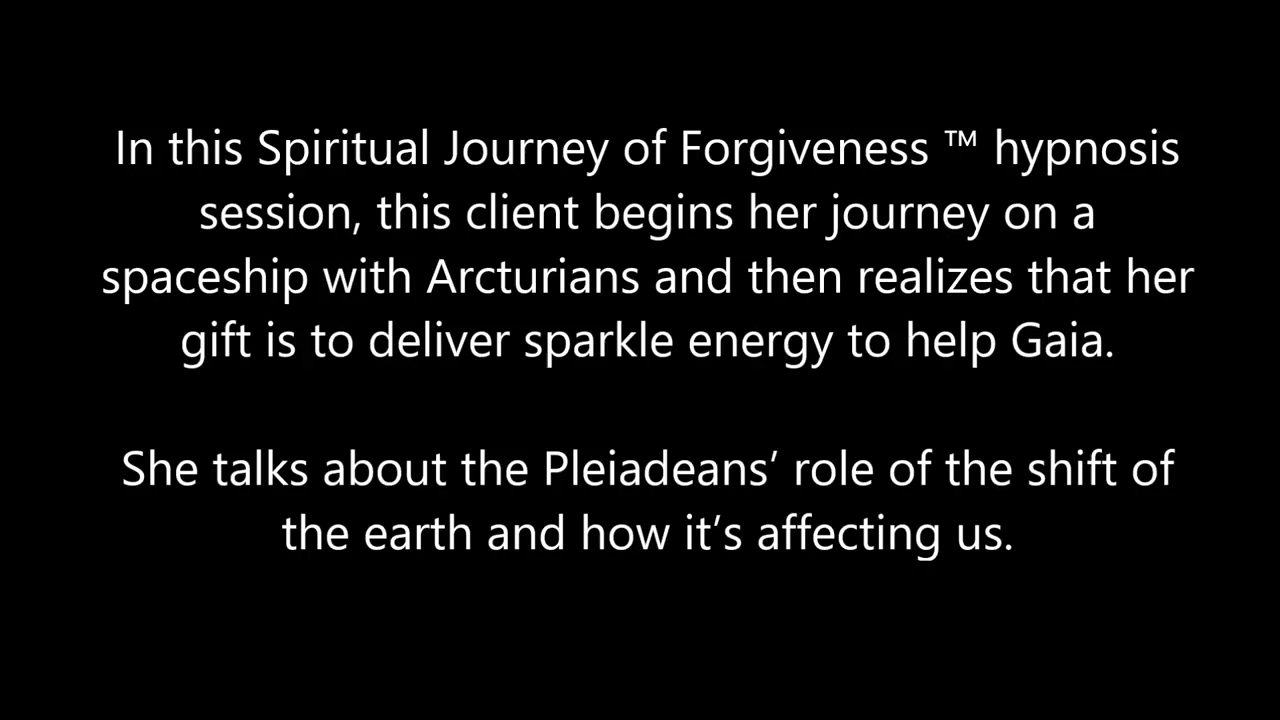 In this Spiritual Journey of Forgiveness ™ hypnosis
session, this client begins her journey on a
spaceship with Arcturians and then realizes that her
gift is to deliver sparkle energy to help Gaia.
She talks about the Pleiadeans’ role of the shift of
the earth and how it’s affecting us.